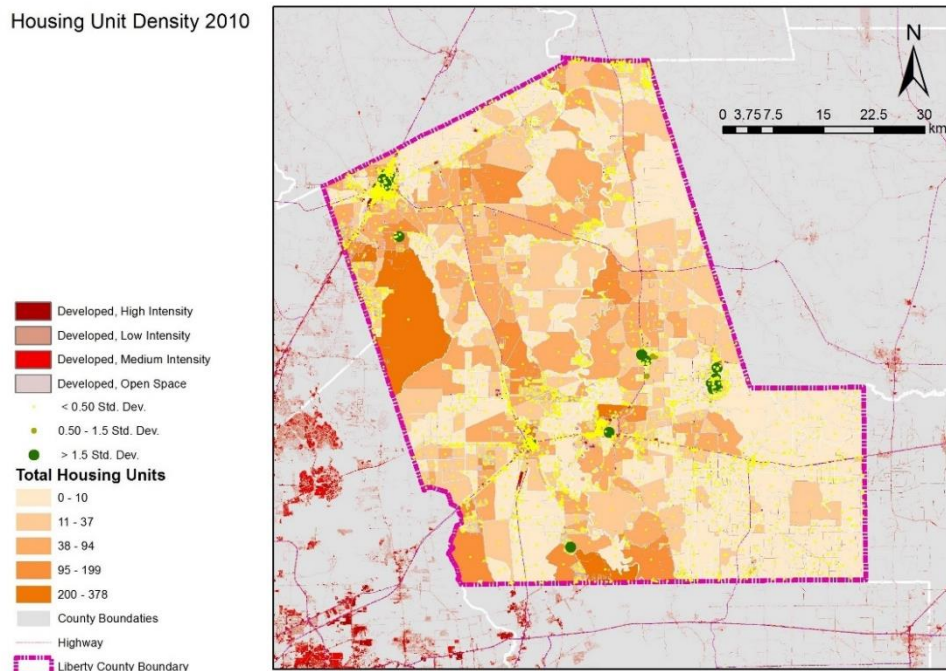 Housing Unit Density 2010
N
0 3.75 7.5 15 22.5 30
km
Developed, High Intensity
Developed, Low Intensity
Developed, Medium Intensity
Developed, Open Space
< 0.50 Std. Dev.
0.50 - 1.5 Std. Dev.
> 1.5 Std. Dev.
Total Housing Units
0 - 10
11 - 37
38 - 94
95 - 199
200 - 378
County Boundaties
Highway
Liberty County Boundary